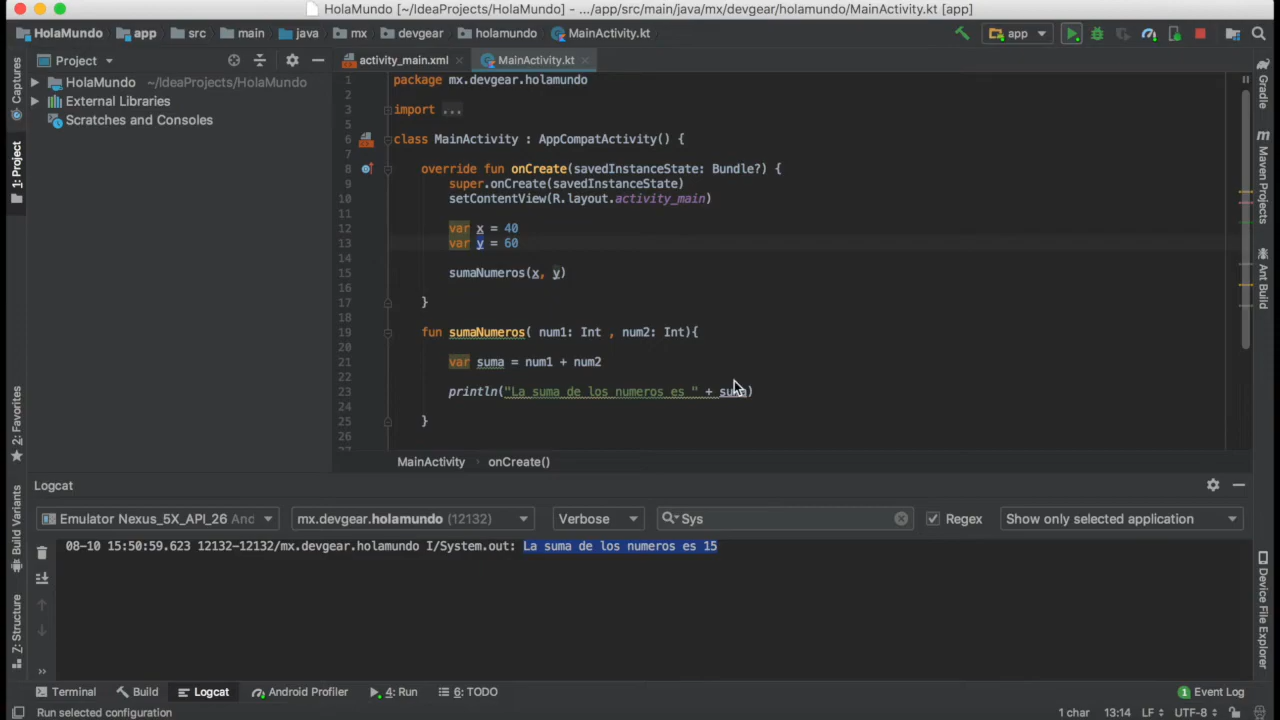 HolaMundo [~/IdeaProjects/HolaMundo] - .../app/src/main/java/mx/devgear/holamundo/MainActivity.kt [app]
HolaMundo app src main java mx devgear holamundo MainActivity.kt app
Project activity_main.xml MainActivity.kt
HolaMundo ~/IdeaProjects/HolaMundo
External Libraries
Scratches and Consoles
Captures
1: Project
2: Favorites
Build Variants
Z: Structure
1 package mx.devgear.holamundo
2
3 import ...
5
6 class MainActivity : AppCompatActivity() {
7
8 override fun onCreate(savedInstanceState: Bundle?) {
9 super.onCreate(savedInstanceState)
10 setContentView(R.layout.activity_main)
11
12 var x = 40
13 var y = 60
14
15 sumaNumeros(x, y)
16
17 }
18
19 fun sumaNumeros( num1: Int , num2: Int){
20
21 var suma = num1 + num2
22
23 println("La suma de los numeros es " + suma)
24
25 }
26
MainActivity onCreate()
Gradle
Maven Projects
Ant Build
Device File Explorer
Logcat
Emulator Nexus_5X_API_26 And mx.devgear.holamundo (12132) Verbose Sys Regex Show only selected application
08-10 15:50:59.623 12132-12132/mx.devgear.holamundo I/System.out: La suma de los numeros es 15
Terminal Build Logcat Android Profiler 4: Run 6: TODO 1 Event Log
Run selected configuration 1 char 13:14 LF UTF-8